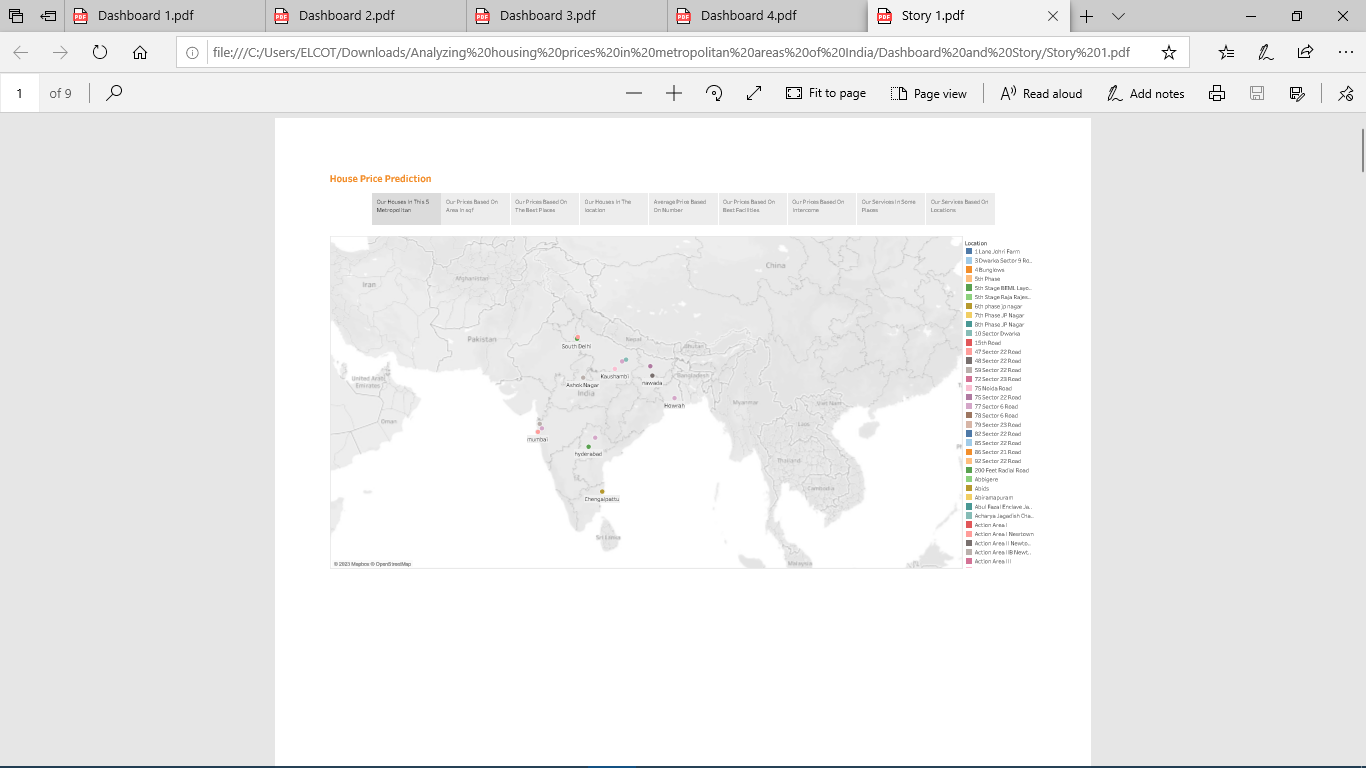 Dashboard 1.pdf
Dashboard 2.pdf
Dashboard 3.pdf
Dashboard 4.pdf
Story 1.pdf
file:///C:/Users/ELCOT/Downloads/Analyzing%20housing%20prices%20in%20metropolitan%20areas%20of%20India/Dashboard%20and%20Story/Story%201.pdf
1 of 9
Fit to page
Page view
Read aloud
Add notes
House Price Prediction
Our Houses In This 5
Metropolitan
Our Prices Based On
Area in sqf
Our Prices Based On
The Best Places
Our Houses In The
location
Average Price Based
On Number
Our Prices Based On
Best Facilities
Our Prices Based On
Intercome
Our Services In Some
Places
Our Services Based On
Locations
China
Afghanistan
Iran
Pakistan
South Delhi
Nepal
Bhutan
Kaushambi
nawada
Bangladesh
Ashok Nagar
India
United Arab
Emirates
Howrah
Myanmar
Viet Nam
Oman
Laos
mumbai
hyderabad
Thailand
Cambodia
Chengalpattu
Sri Lanka
Malaysia
© 2023 Mapbox © OpenStreetMap
Location
1 Lane Johri Farm
3 Dwarka Sector 9 Ro..
4 Bunglows
5th Phase
5th Stage BEML Layo..
5th Stage Raja Rajes..
6th phase jp nagar
7th Phase JP Nagar
8th Phase JP Nagar
10 Sector Dwarka
15th Road
47 Sector 22 Road
48 Sector 22 Road
59 Sector 22 Road
72 Sector 23 Road
75 Noida Road
75 Sector 22 Road
77 Sector 6 Road
78 Sector 6 Road
79 Sector 23 Road
82 Sector 22 Road
85 Sector 22 Road
86 Sector 21 Road
92 Sector 22 Road
200 Feet Radial Road
Abbigere
Abids
Abiramapuram
Abul Fazal Enclave Ja..
Acharya Jagadish Cha..
Action Area I
Action Area I Newtown
Action Area II Newto..
Action Area IIB Newt..
Action Area III